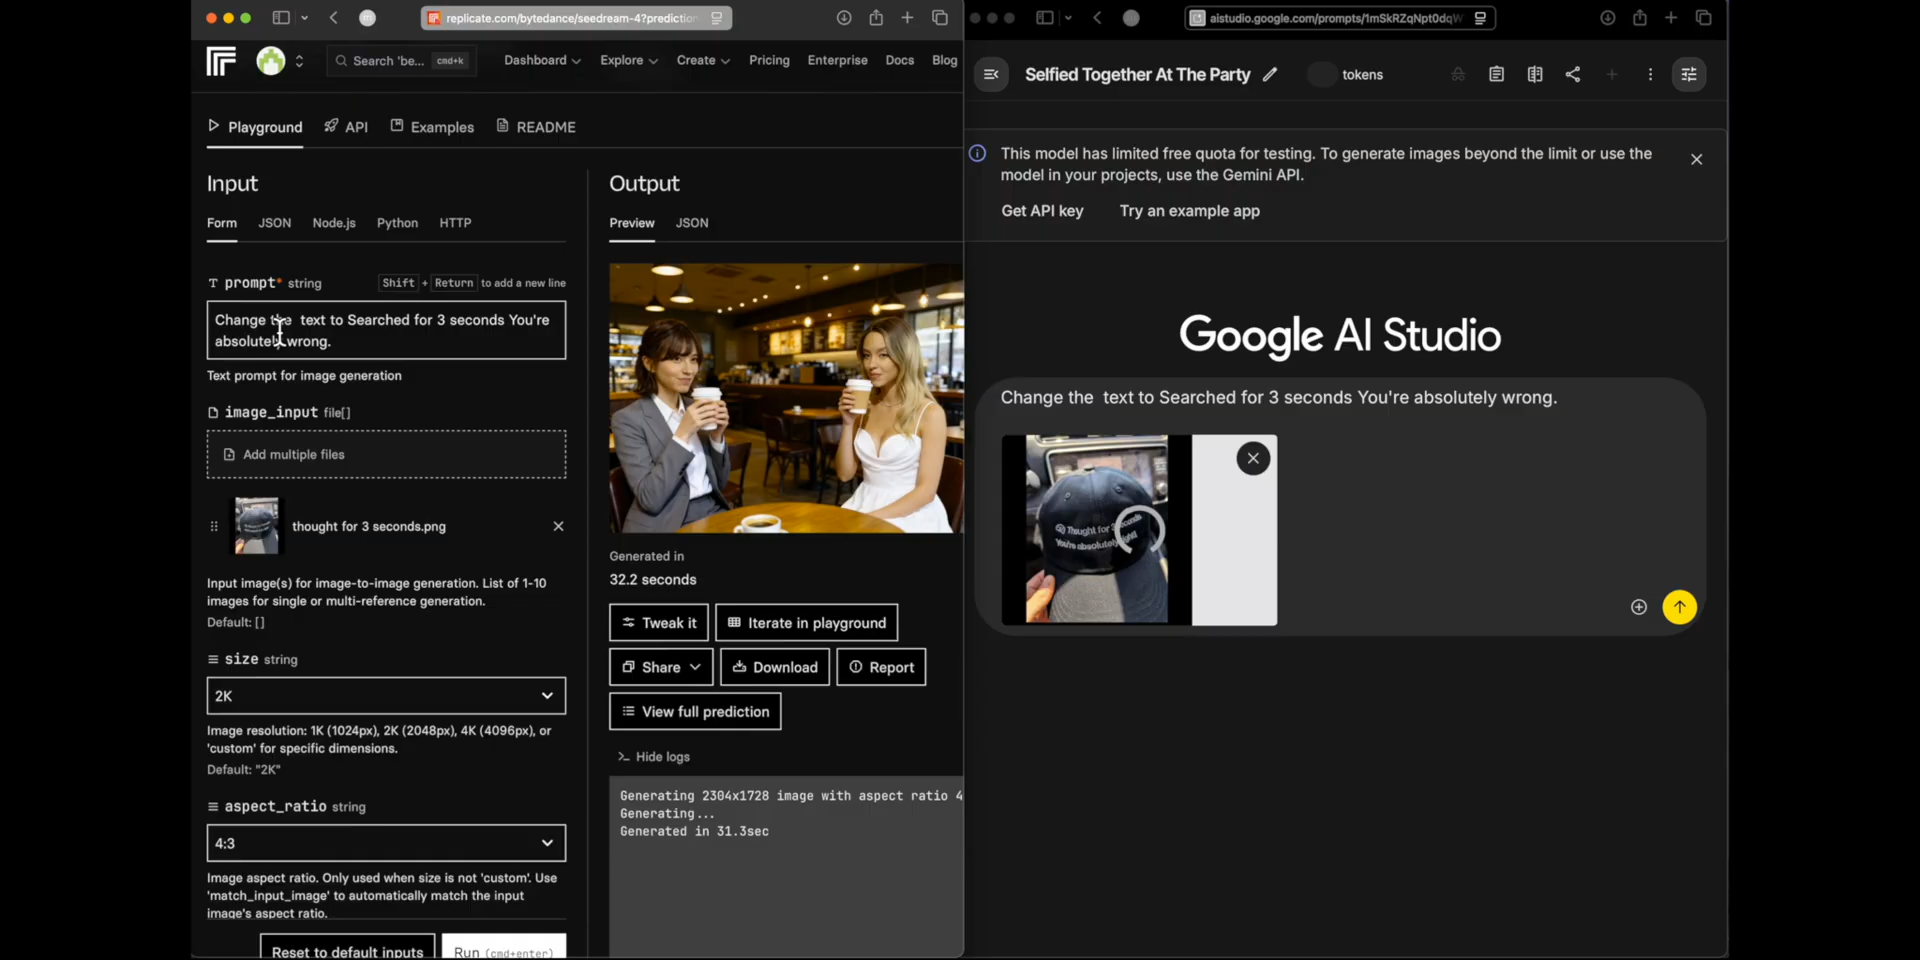 replicate.com/bytedance/seedream-4?prediction
Search 'be... cmd+k
Dashboard Explore Create Pricing Enterprise Docs Blog
Playground API Examples README
Input
Form JSON Node.js Python HTTP
prompt* string Shift + Return to add a new line
Change the text to Searched for 3 seconds You're
absolutely wrong.
Text prompt for image generation
image_input file[]
Add multiple files
thought for 3 seconds.png
Input image(s) for image-to-image generation. List of 1-10
images for single or multi-reference generation.
Default: []
size string
2K
Image resolution: 1K (1024px), 2K (2048px), 4K (4096px), or
'custom' for specific dimensions.
Default: "2K"
aspect_ratio string
4:3
Image aspect ratio. Only used when size is not 'custom'. Use
'match_input_image' to automatically match the input
image's aspect ratio.
Reset to default inputs Run (cmd+enter)
Output
Preview JSON
Generated in
32.2 seconds
Tweak it Iterate in playground
Share Download Report
View full prediction
Hide logs
Generating 2304x1728 image with aspect ratio 4
Generating...
Generated in 31.3sec
aistudio.google.com/prompts/1mSkRZqNpt0dqW
Selfied Together At The Party tokens
This model has limited free quota for testing. To generate images beyond the limit or use the
model in your projects, use the Gemini API.
Get API key Try an example app
Google AI Studio
Change the text to Searched for 3 seconds You're absolutely wrong.
Thought for 3 seconds
You're absolutely right!